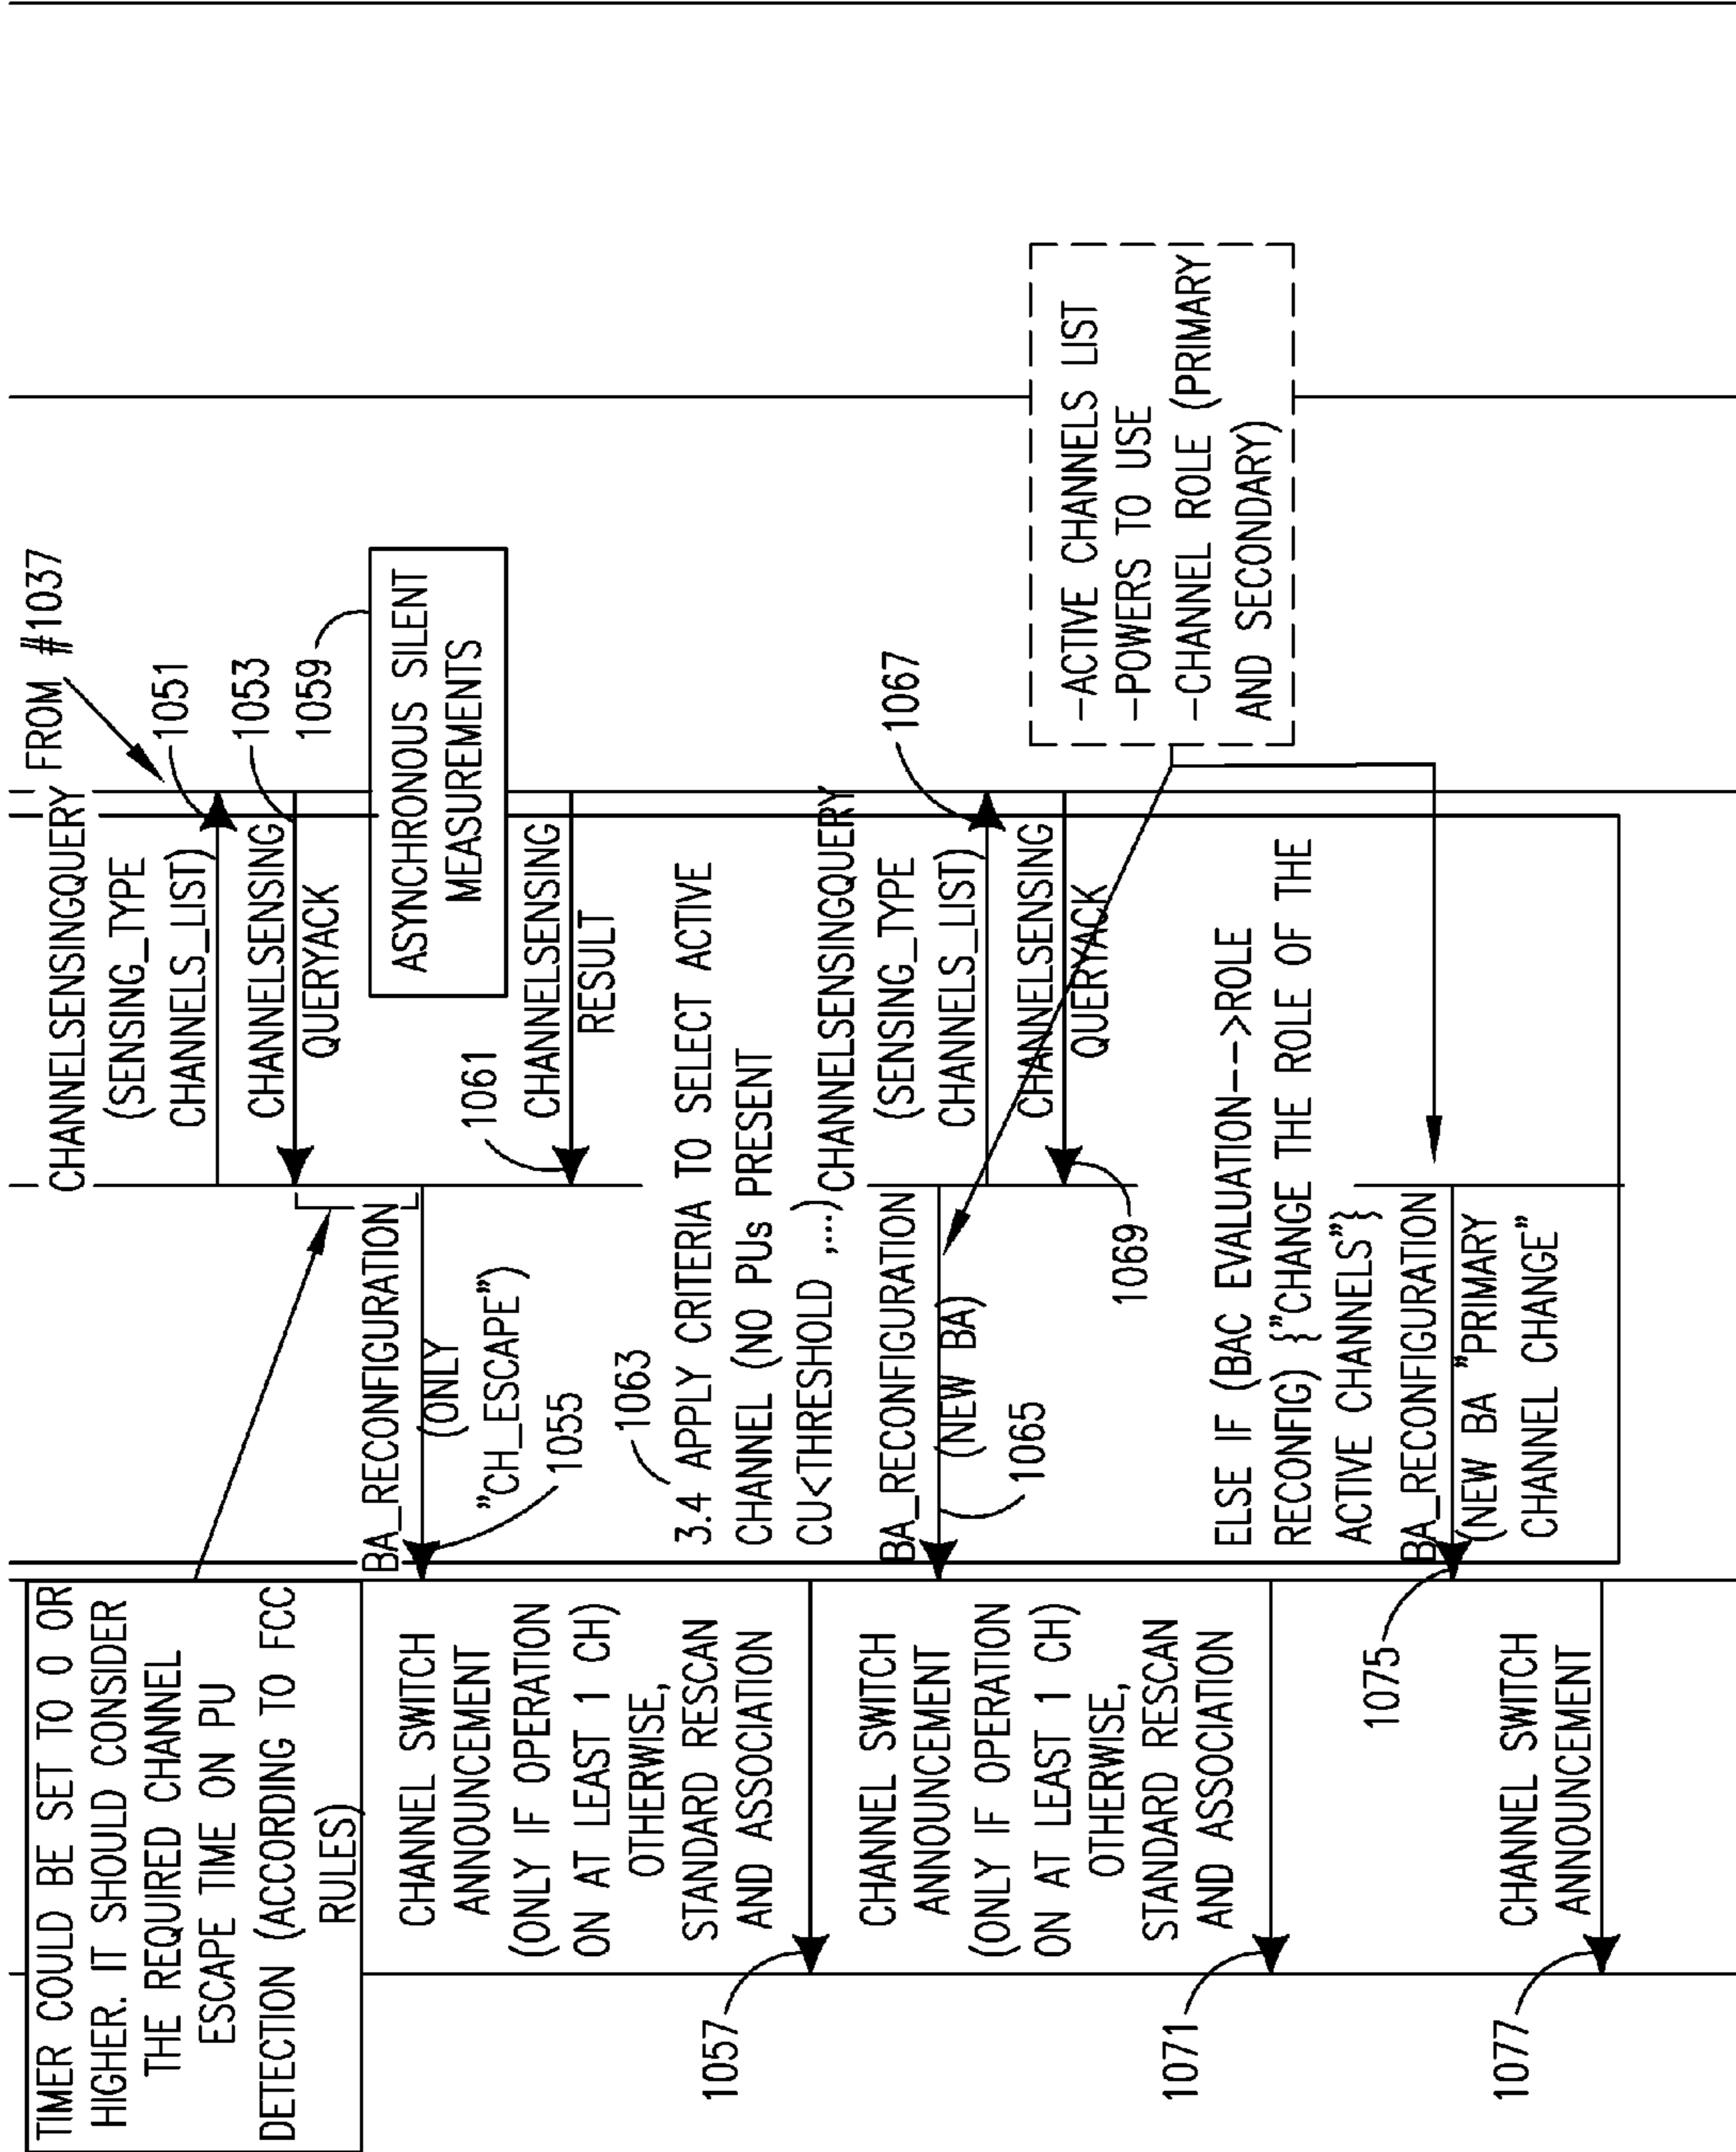 FROM #1037
CHANNELSENSINGQUERY
(SENSING_TYPE
CHANNELS_LIST)
1051
CHANNELSENSING
QUERYACK
1053
TIMER COULD BE SET TO 0 OR
HIGHER. IT SHOULD CONSIDER
THE REQUIRED CHANNEL
ESCAPE TIME ON PU
DETECTION (ACCORDING TO FCC
RULES)
1059
ASYNCHRONOUS SILENT
MEASUREMENTS
BA_RECONFIGURATION
(ONLY
"CH_ESCAPE")
1055
CHANNEL SWITCH
ANNOUNCEMENT
(ONLY IF OPERATION
ON AT LEAST 1 CH)
OTHERWISE,
STANDARD RESCAN
AND ASSOCIATION
1057
1061
CHANNELSENSING
RESULT
1063
3.4 APPLY CRITERIA TO SELECT ACTIVE
CHANNEL (NO PUs PRESENT
CU<THRESHOLD ,...)
CHANNELSENSINGQUERY
(SENSING_TYPE
CHANNELS_LIST)
1067
CHANNELSENSING
QUERYACK
1069
BA_RECONFIGURATION
(NEW BA)
1065
CHANNEL SWITCH
ANNOUNCEMENT
(ONLY IF OPERATION
ON AT LEAST 1 CH)
OTHERWISE,
STANDARD RESCAN
AND ASSOCIATION
1071
-ACTIVE CHANNELS LIST
-POWERS TO USE
-CHANNEL ROLE (PRIMARY
AND SECONDARY)
ELSE IF (BAC EVALUATION-->ROLE
RECONFIG) }"CHANGE THE ROLE OF THE
ACTIVE CHANNELS"}
BA_RECONFIGURATION
(NEW BA "PRIMARY
CHANNEL CHANGE"
1075
CHANNEL SWITCH
ANNOUNCEMENT
1077